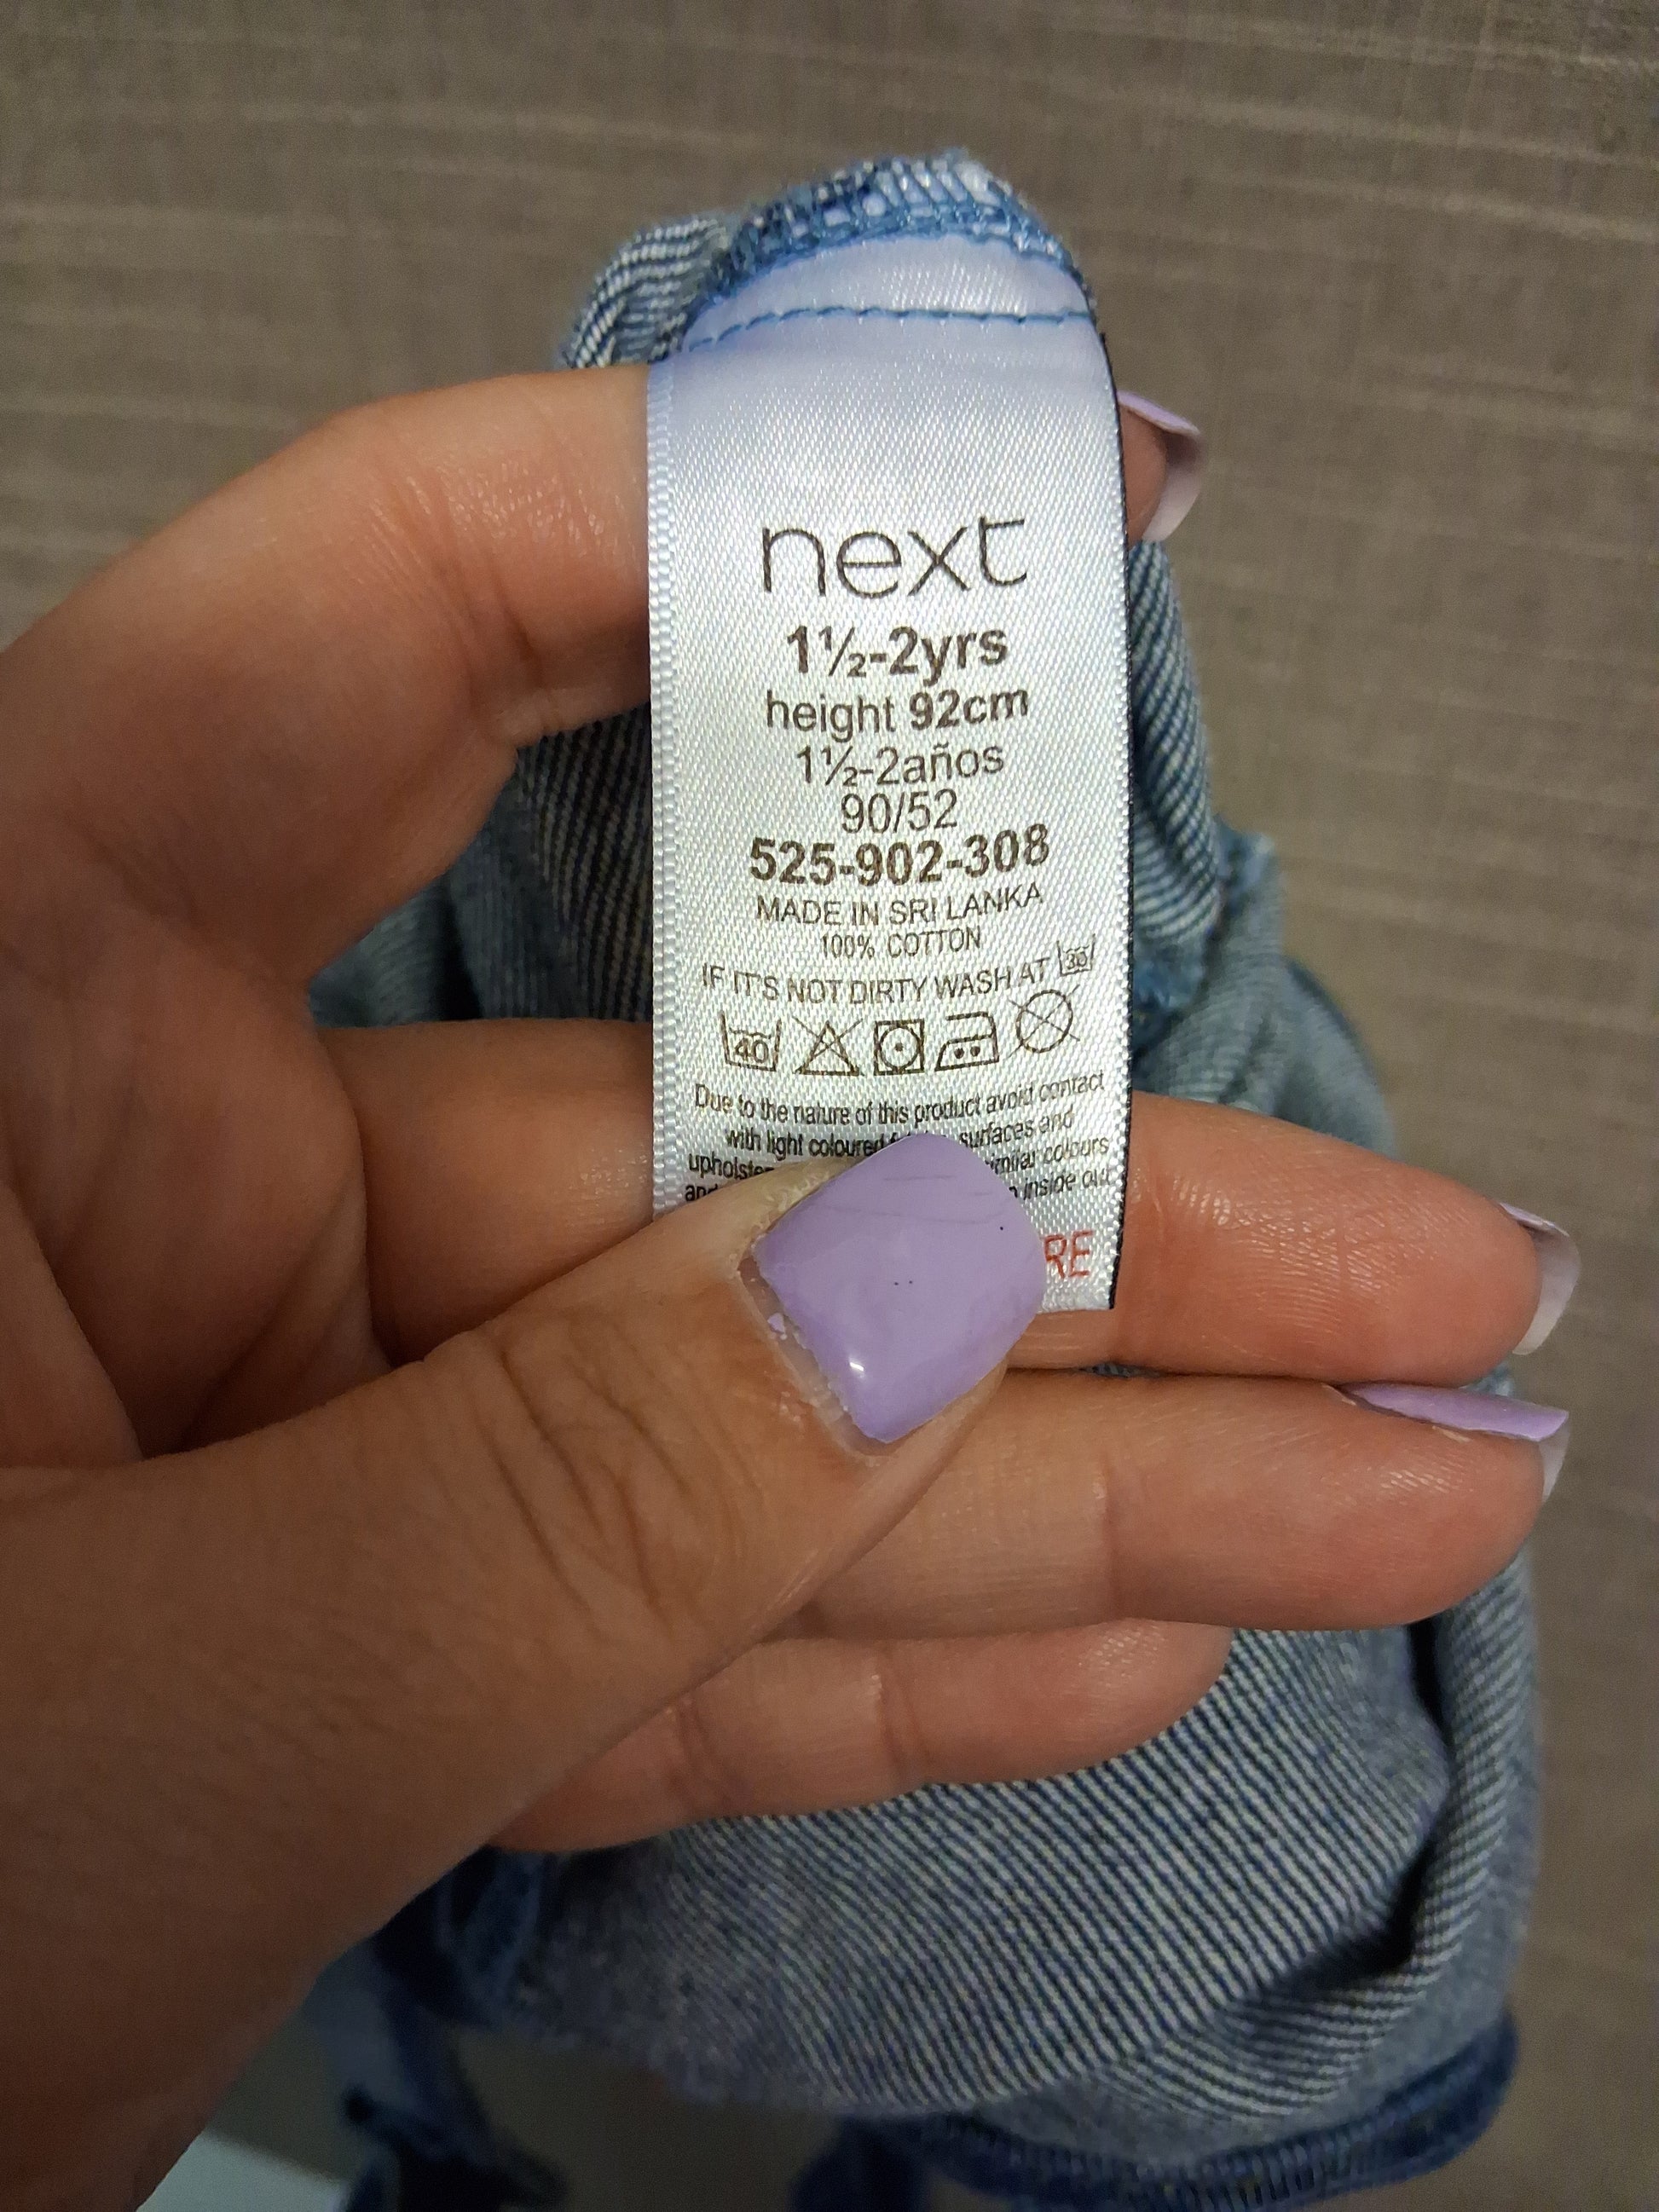 next
1½-2yrs
height 92cm
1½-2años
90/52
525-902-308
MADE IN SRI LANKA
100% COTTON
IF IT'S NOT DIRTY WASH AT 30
40
Due to the nature of this product avoid contact
with light coloured surfaces and
colours
inside out